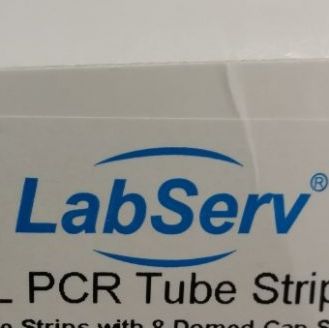 LabServ®
L PCR Tube Strip
e Strips with 8 Domed Cap S